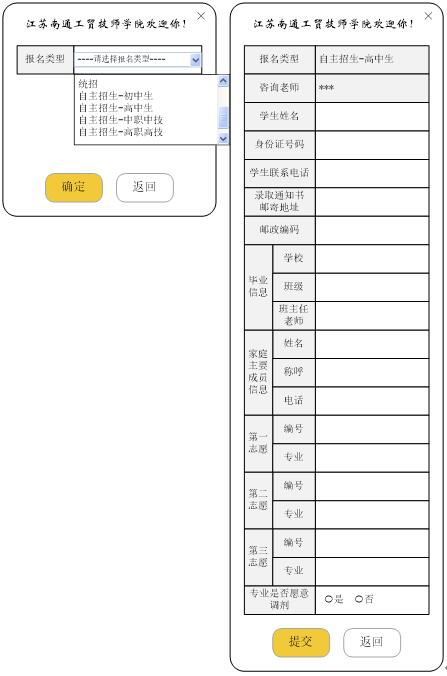 江苏南通工贸技师学院欢迎你!
报名类型
----请选择报名类型----
统招
自主招生-初中生
自主招生-高中生
自主招生-中职中技
自主招生-高职高技
确定
返回
江苏南通工贸技师学院欢迎你!
报名类型
自主招生-高中生
咨询老师
***
学生姓名
身份证号码
学生联系电话
录取通知书
邮寄地址
邮政编码
毕业
信息
学校
班级
班主任
老师
家庭
主要
成员
信息
姓名
称呼
电话
第一
志愿
编号
专业
第二
志愿
编号
专业
第三
志愿
编号
专业
专业是否愿意
调剂
是
否
提交
返回